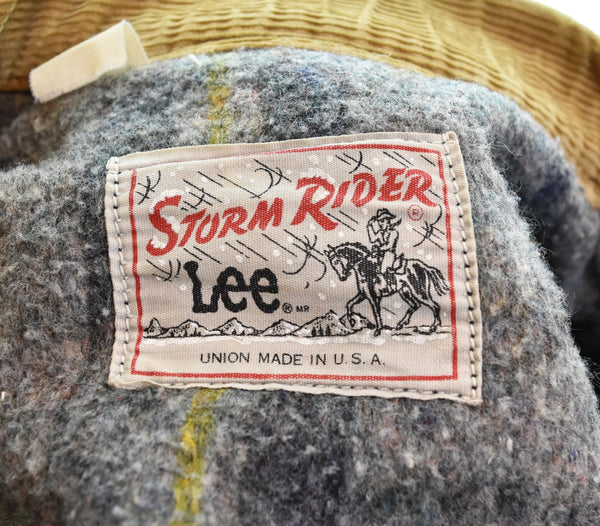 STORM RIDER®
Lee® MR
UNION MADE IN U.S.A.